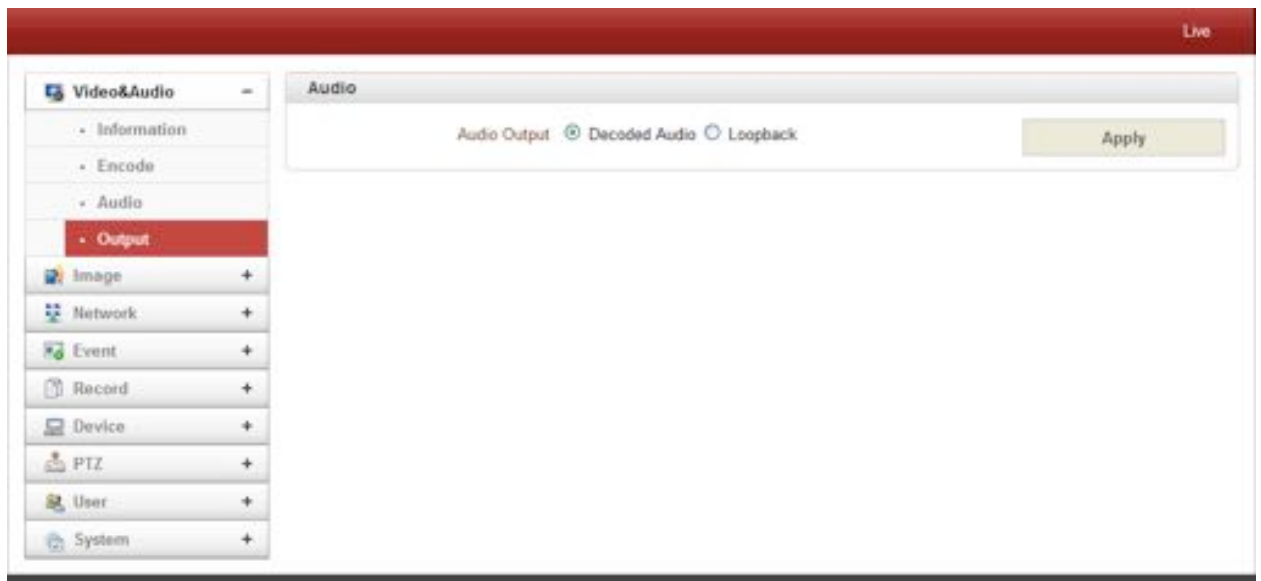 Live
Video&Audio -
Information
Encode
Audio
Output
Image +
Network +
Event +
Record +
Device +
PTZ +
User +
System +
Audio
Audio Output Decoded Audio Loopback
Apply